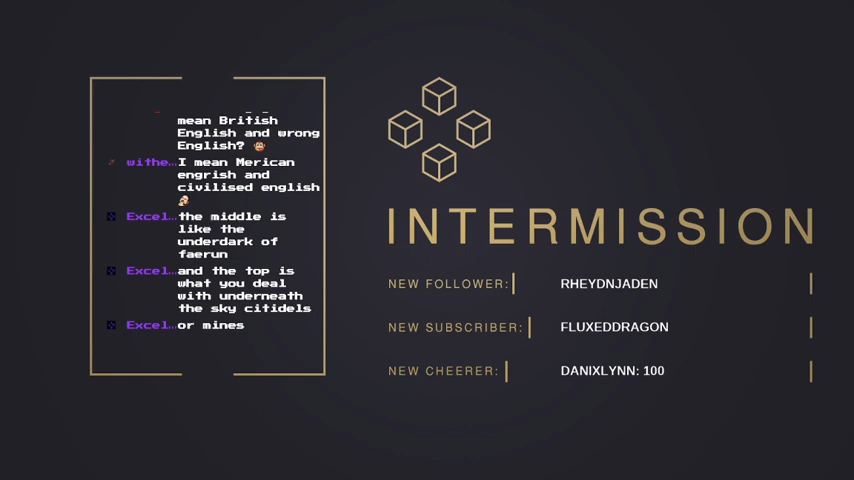 mean British
English and wrong
English?
withe…I mean Merican
engrish and
civilised english
Excel…the middle is
like the
underdark of
faerun
Excel…and the top is
what you deal
with underneath
the sky citidels
Excel…or mines
INTERMISSION
NEW FOLLOWER: RHEYDNJADEN
NEW SUBSCRIBER: FLUXEDDRAGON
NEW CHEERER: DANIXLYNN: 100